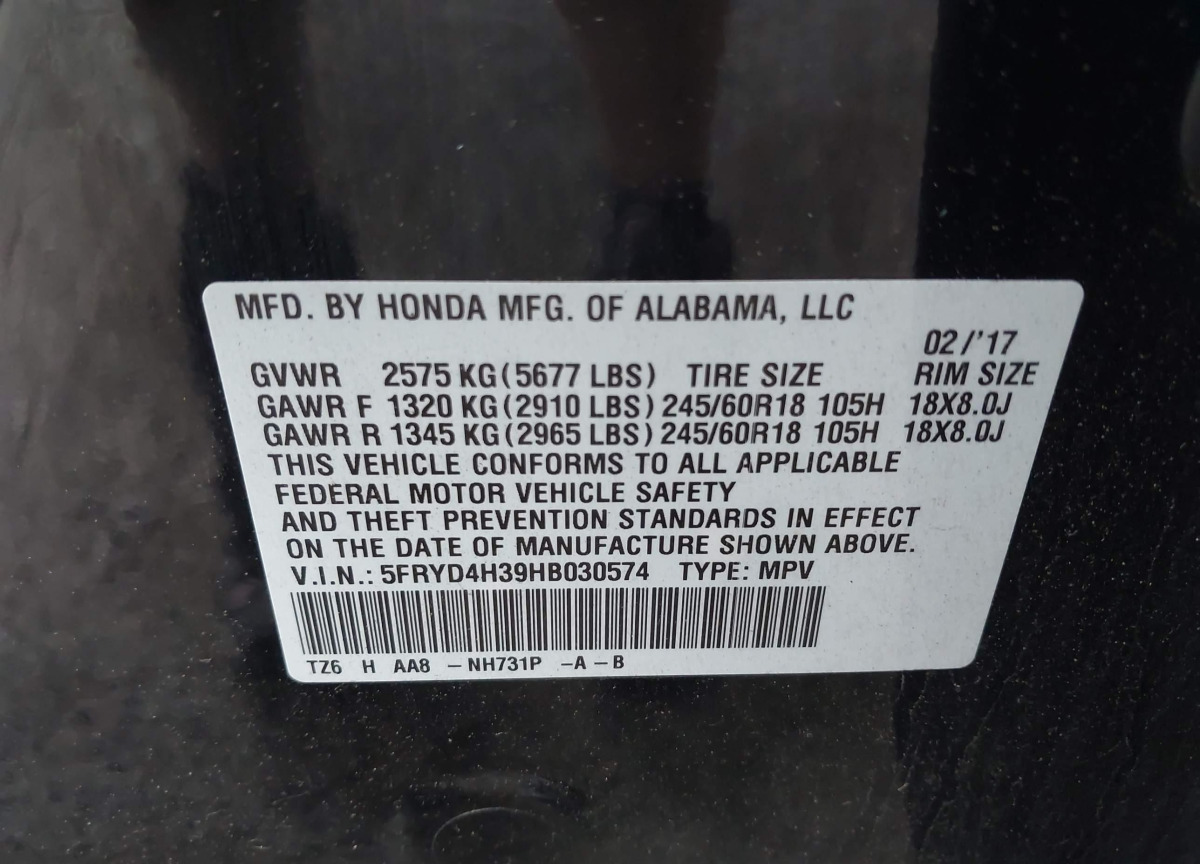 MFD. BY HONDA MFG. OF ALABAMA, LLC
02/'17
GVWR 2575 KG (5677 LBS) TIRE SIZE RIM SIZE
GAWR F 1320 KG (2910 LBS) 245/60R18 105H 18X8.0J
GAWR R 1345 KG (2965 LBS) 245/60R18 105H 18X8.0J
THIS VEHICLE CONFORMS TO ALL APPLICABLE
FEDERAL MOTOR VEHICLE SAFETY
AND THEFT PREVENTION STANDARDS IN EFFECT
ON THE DATE OF MANUFACTURE SHOWN ABOVE.
V.I.N.: 5FRYD4H39HB030574 TYPE: MPV
TZ6 H AA8 - NH731P - A - B